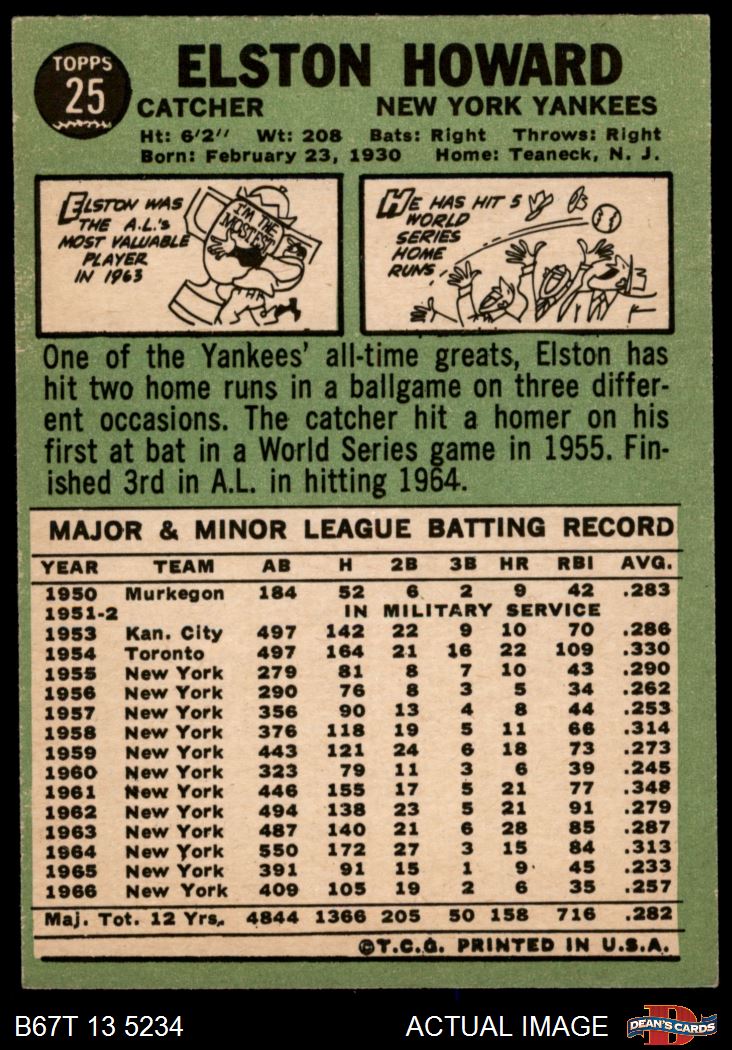 TOPPS
25
ELSTON HOWARD
CATCHER NEW YORK YANKEES
Ht: 6'2" Wt: 208 Bats: Right Throws: Right
Born: February 23, 1930 Home: Teaneck, N. J.
ELSTON WAS
THE A.L.'s
MOST VALUABLE
PLAYER
IN 1963
I'M THE
MOSTEST
HE HAS HIT 5
WORLD
SERIES
HOME
RUNS.
One of the Yankees' all-time greats, Elston has
hit two home runs in a ballgame on three differ-
ent occasions. The catcher hit a homer on his
first at bat in a World Series game in 1955. Fin-
ished 3rd in A.L. in hitting 1964.
MAJOR & MINOR LEAGUE BATTING RECORD
YEAR TEAM AB H 2B 3B HR RBI AVG.
1950 Murkegon 184 52 6 2 9 42 .283
1951-2 IN MILITARY SERVICE
1953 Kan. City 497 142 22 9 10 70 .286
1954 Toronto 497 164 21 16 22 109 .330
1955 New York 279 81 8 7 10 43 .290
1956 New York 290 76 8 3 5 34 .262
1957 New York 356 90 13 4 8 44 .253
1958 New York 376 118 19 5 11 66 .314
1959 New York 443 121 24 6 18 73 .273
1960 New York 323 79 11 3 6 39 .245
1961 New York 446 155 17 5 21 77 .348
1962 New York 494 138 23 5 21 91 .279
1963 New York 487 140 21 6 28 85 .287
1964 New York 550 172 27 3 15 84 .313
1965 New York 391 91 15 1 9 45 .233
1966 New York 409 105 19 2 6 35 .257
Maj. Tot. 12 Yrs. 4844 1366 205 50 158 716 .282
©T.C.G. PRINTED IN U.S.A.
B67T 13 5234 ACTUAL IMAGE
D
DEAN'S CARDS